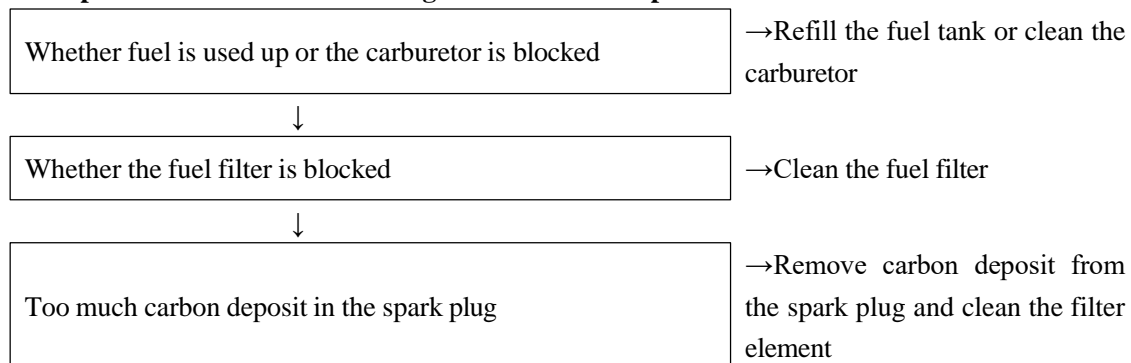 Whether fuel is used up or the carburetor is blocked
→Refill the fuel tank or clean the
carburetor
↓
Whether the fuel filter is blocked
→Clean the fuel filter
↓
Too much carbon deposit in the spark plug
→Remove carbon deposit from
the spark plug and clean the filter
element